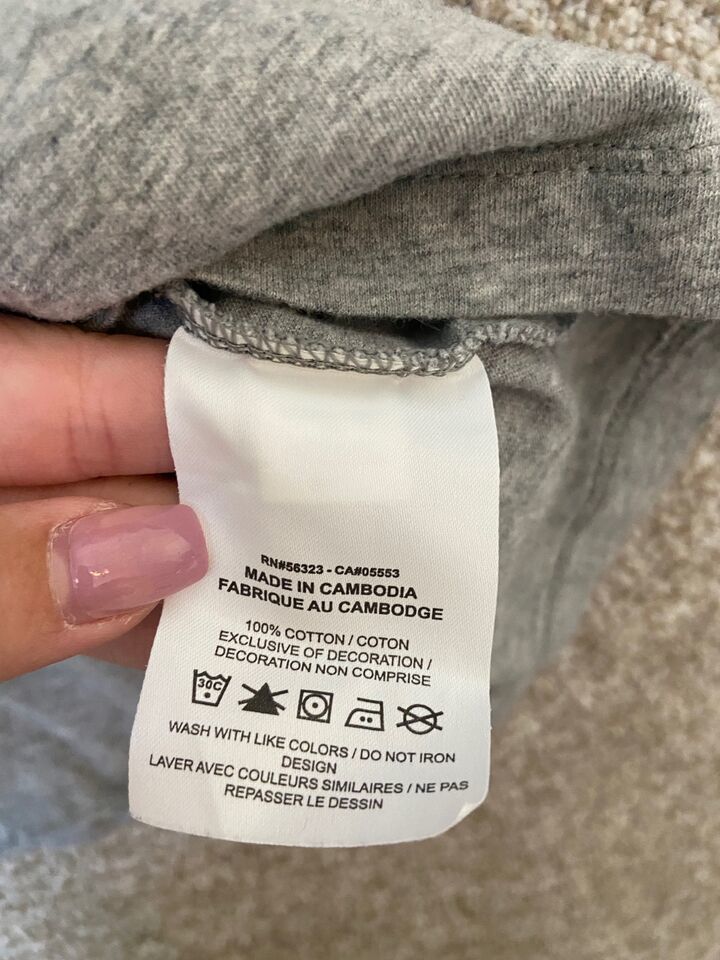 RN#56323 - CA#05553
MADE IN CAMBODIA
FABRIQUE AU CAMBODGE
100% COTTON / COTON
EXCLUSIVE OF DECORATION /
DECORATION NON COMPRISE
30C
WASH WITH LIKE COLORS / DO NOT IRON
DESIGN
LAVER AVEC COULEURS SIMILAIRES / NE PAS
REPASSER LE DESSIN